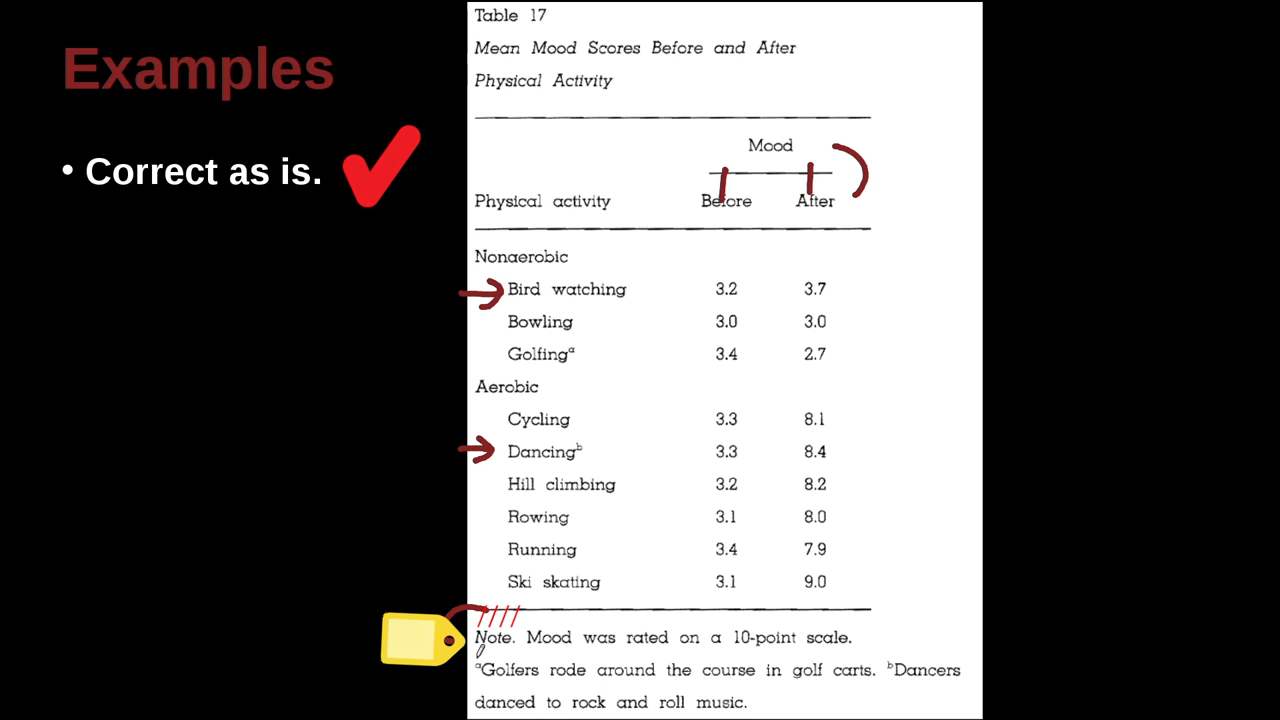 Examples
• Correct as is.
Table 17
Mean Mood Scores Before and After
Physical Activity
Mood
Physical activity Before After
Nonaerobic
Bird watching 3.2 3.7
Bowling 3.0 3.0
Golfingᵃ 3.4 2.7
Aerobic
Cycling 3.3 8.1
Dancingᵇ 3.3 8.4
Hill climbing 3.2 8.2
Rowing 3.1 8.0
Running 3.4 7.9
Ski skating 3.1 9.0
Note. Mood was rated on a 10-point scale.
ᵃGolfers rode around the course in golf carts. ᵇDancers
danced to rock and roll music.